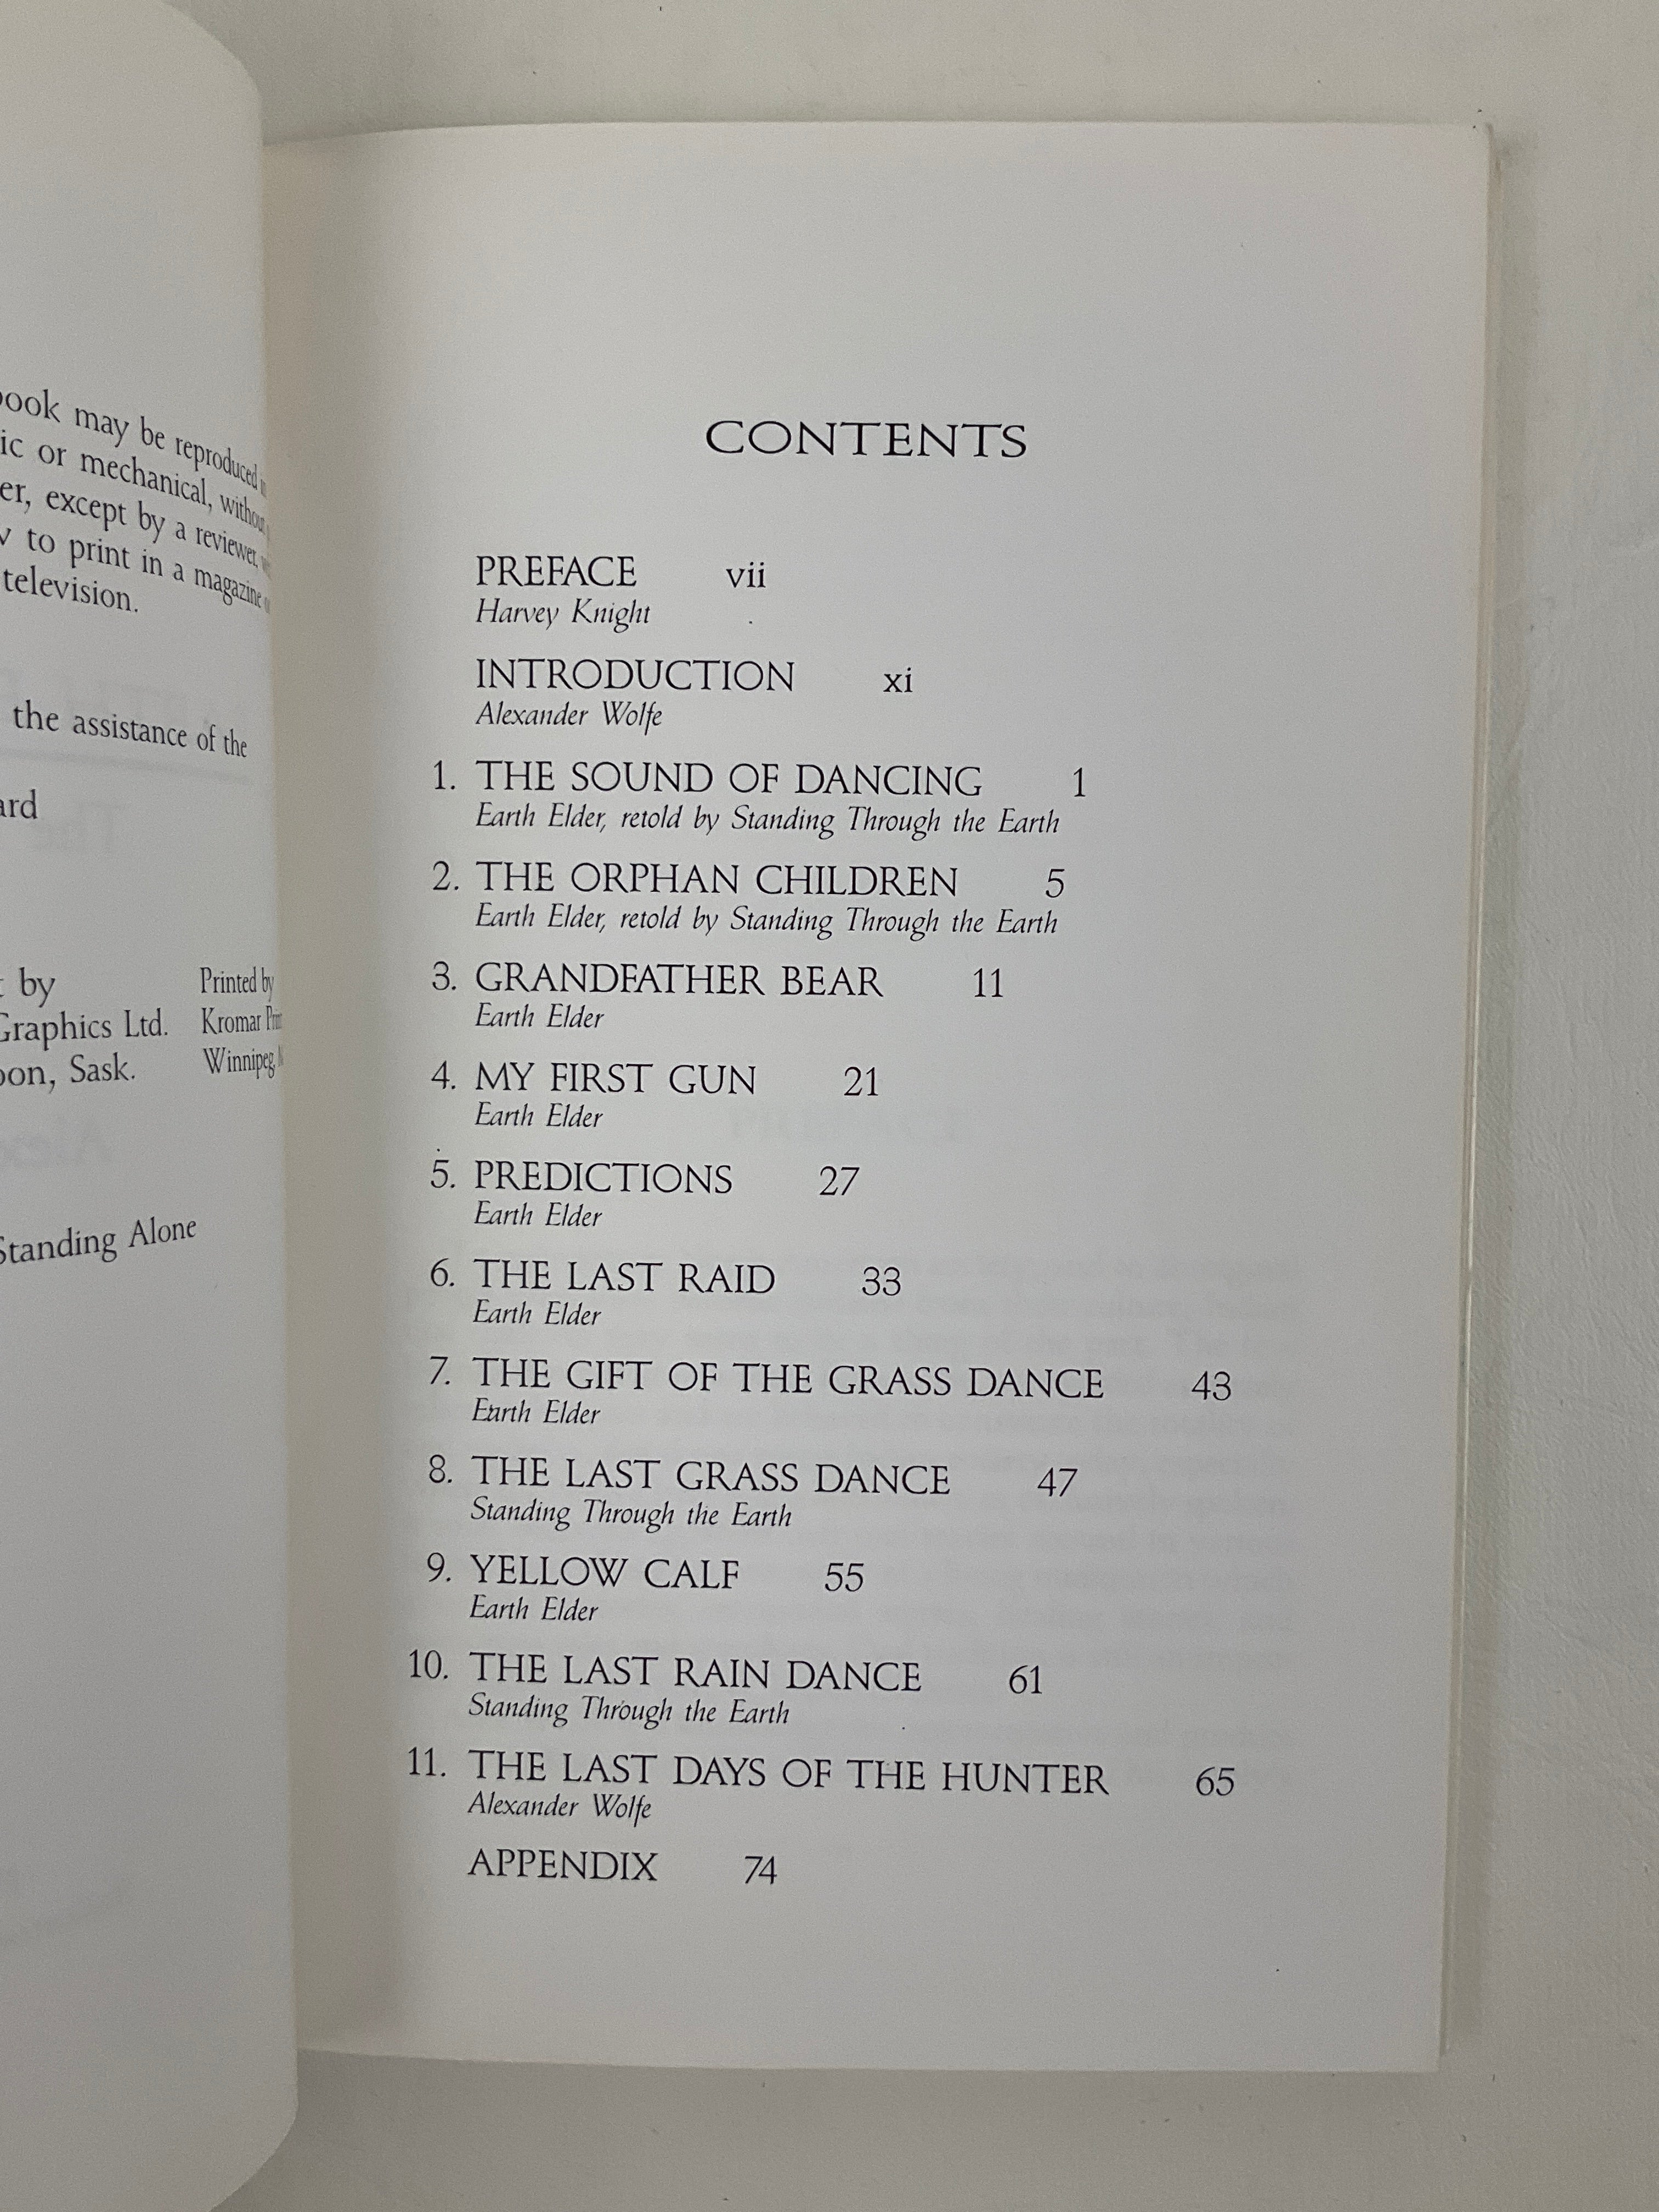 book may be reproduced
ic or mechanical, without
er, except by a reviewer,
to print in a magazine
television.
the assistance of the
ard
by
Graphics Ltd.
oon, Sask.
Printed by
Kromar
Winnipeg,
Standing Alone
CONTENTS
PREFACE vii
Harvey Knight
INTRODUCTION xi
Alexander Wolfe
1. THE SOUND OF DANCING 1
Earth Elder, retold by Standing Through the Earth
2. THE ORPHAN CHILDREN 5
Earth Elder, retold by Standing Through the Earth
3. GRANDFATHER BEAR 11
Earth Elder
4. MY FIRST GUN 21
Earth Elder
5. PREDICTIONS 27
Earth Elder
6. THE LAST RAID 33
Earth Elder
7. THE GIFT OF THE GRASS DANCE 43
Earth Elder
8. THE LAST GRASS DANCE 47
Standing Through the Earth
9. YELLOW CALF 55
Earth Elder
10. THE LAST RAIN DANCE 61
Standing Through the Earth
11. THE LAST DAYS OF THE HUNTER 65
Alexander Wolfe
APPENDIX 74